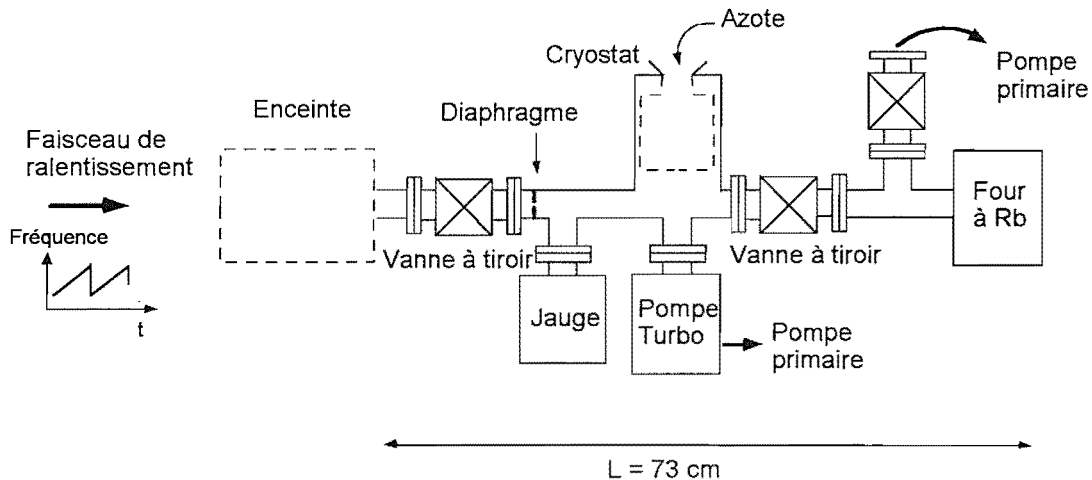 Azote
Cryostat
Pompe
primaire
Enceinte
Diaphragme
Faisceau de
ralentissement
Four
à Rb
Fréquence
Vanne à tiroir
Vanne à tiroir
t
Jauge
Pompe
Turbo
Pompe
primaire
L = 73 cm